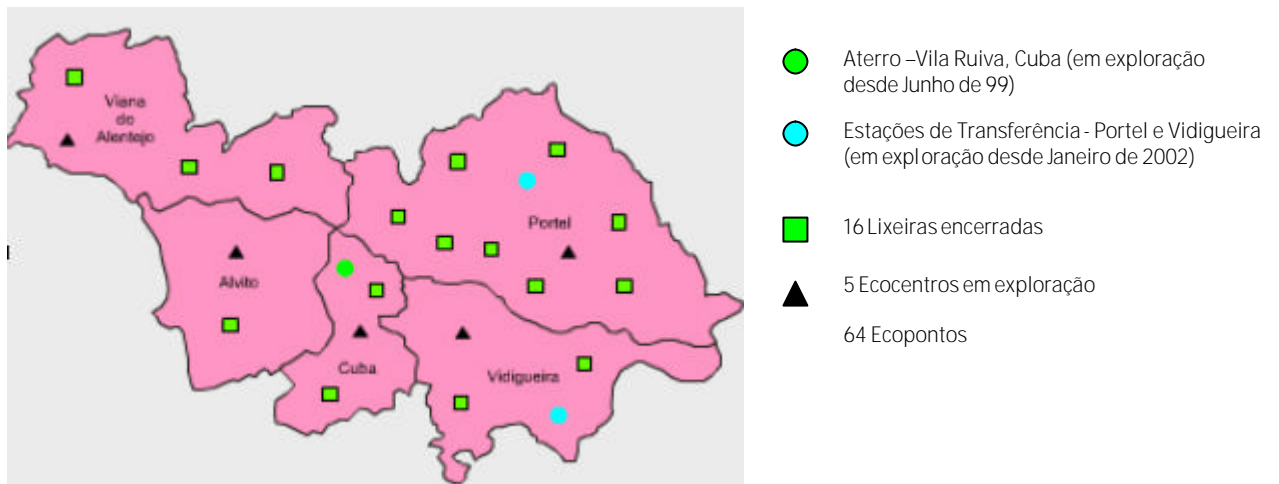 Viana
do
Alentejo
Portel
Alvito
Cuba
Vidigueira
Aterro –Vila Ruiva, Cuba (em exploração
desde Junho de 99)
Estações de Transferência - Portel e Vidigueira
(em exploração desde Janeiro de 2002)
16 Lixeiras encerradas
5 Ecocentros em exploração
64 Ecopontos